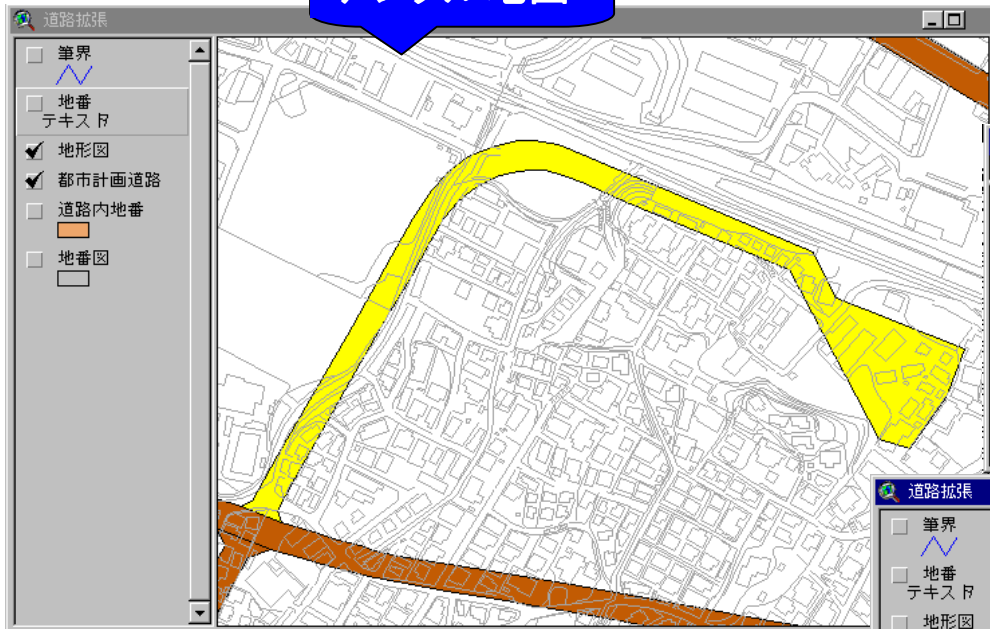 道路拡張
筆界
地番
テキスト
地形図
都市計画道路
道路内地番
地番図
道路拡張
筆界
地番
テキスト
地形図